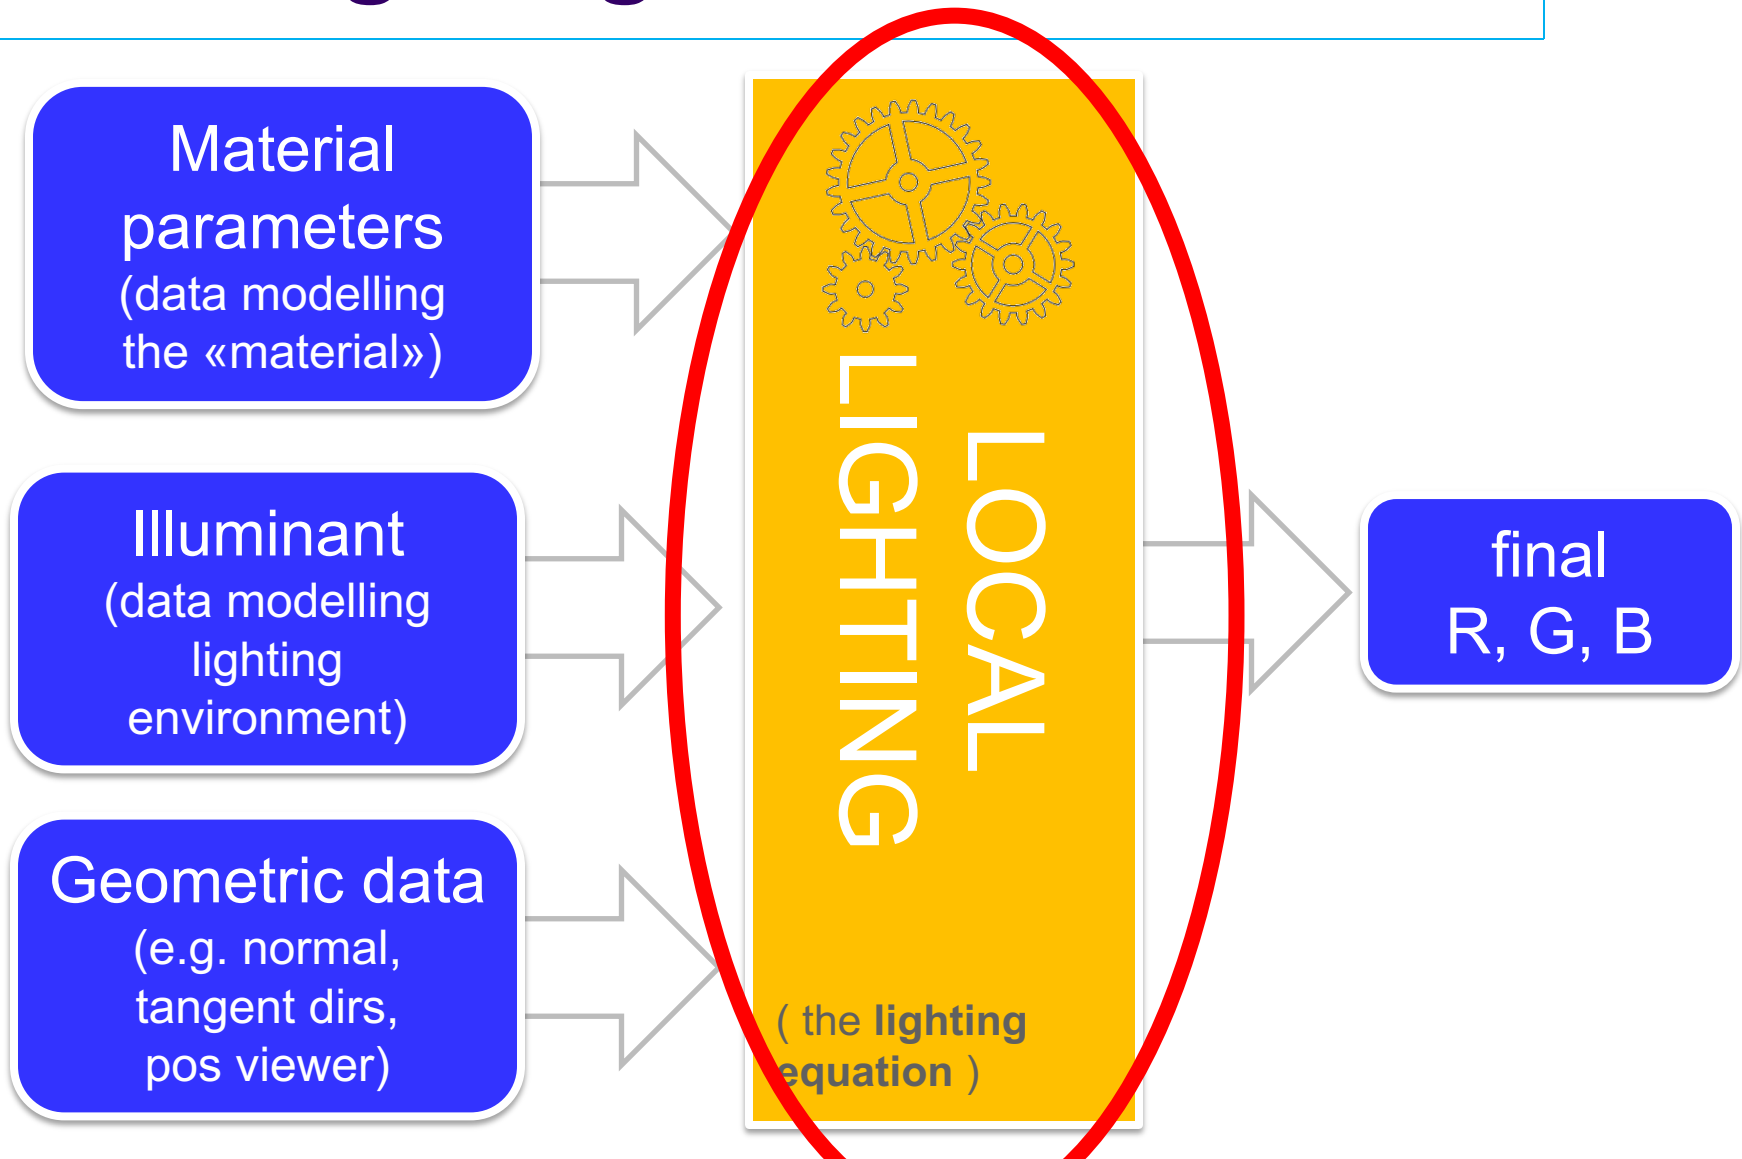 Material
parameters
(data modelling
the «material»)
Illuminant
(data modelling
lighting
environment)
Geometric data
(e.g. normal,
tangent dirs,
pos viewer)
LOCAL
LIGHTING
( the lighting
equation )
final
R, G, B